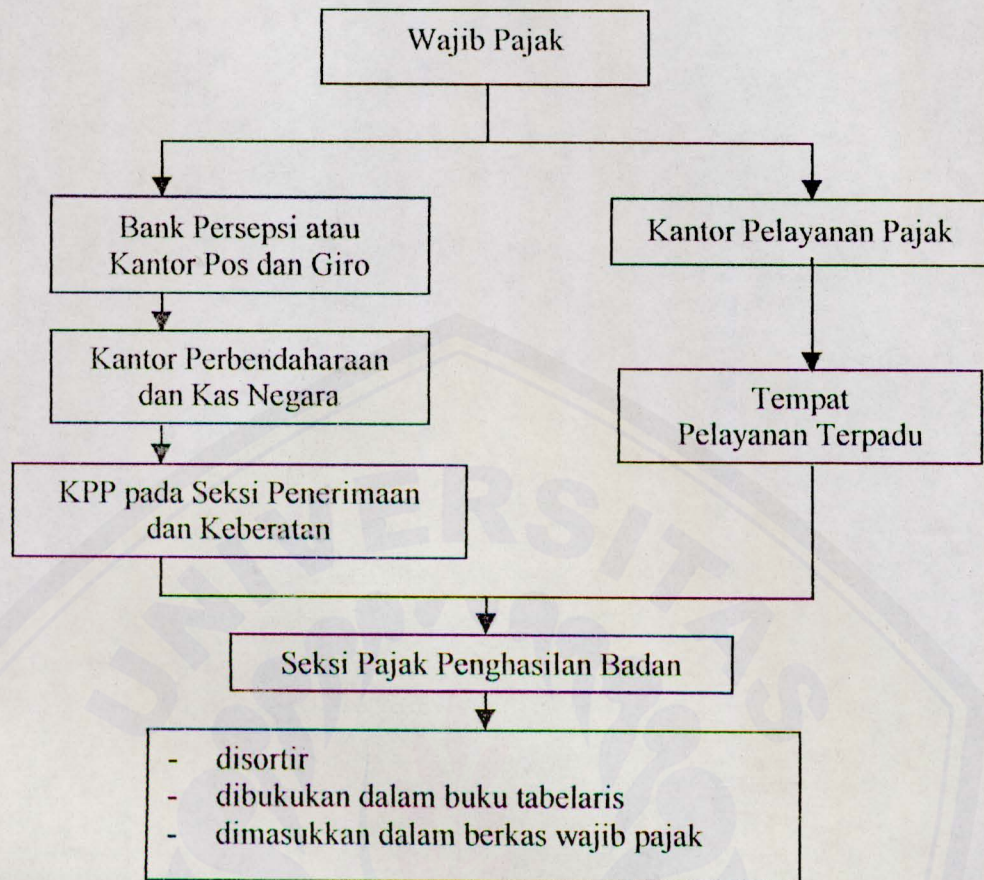 Wajib Pajak
Bank Persepsi atau
Kantor Pos dan Giro
Kantor Pelayanan Pajak
Kantor Perbendaharaan
dan Kas Negara
Tempat
Pelayanan Terpadu
KPP pada Seksi Penerimaan
dan Keberatan
Seksi Pajak Penghasilan Badan
- disortir
- dibukukan dalam buku tabelaris
- dimasukkan dalam berkas wajib pajak
UNIVERSITAS